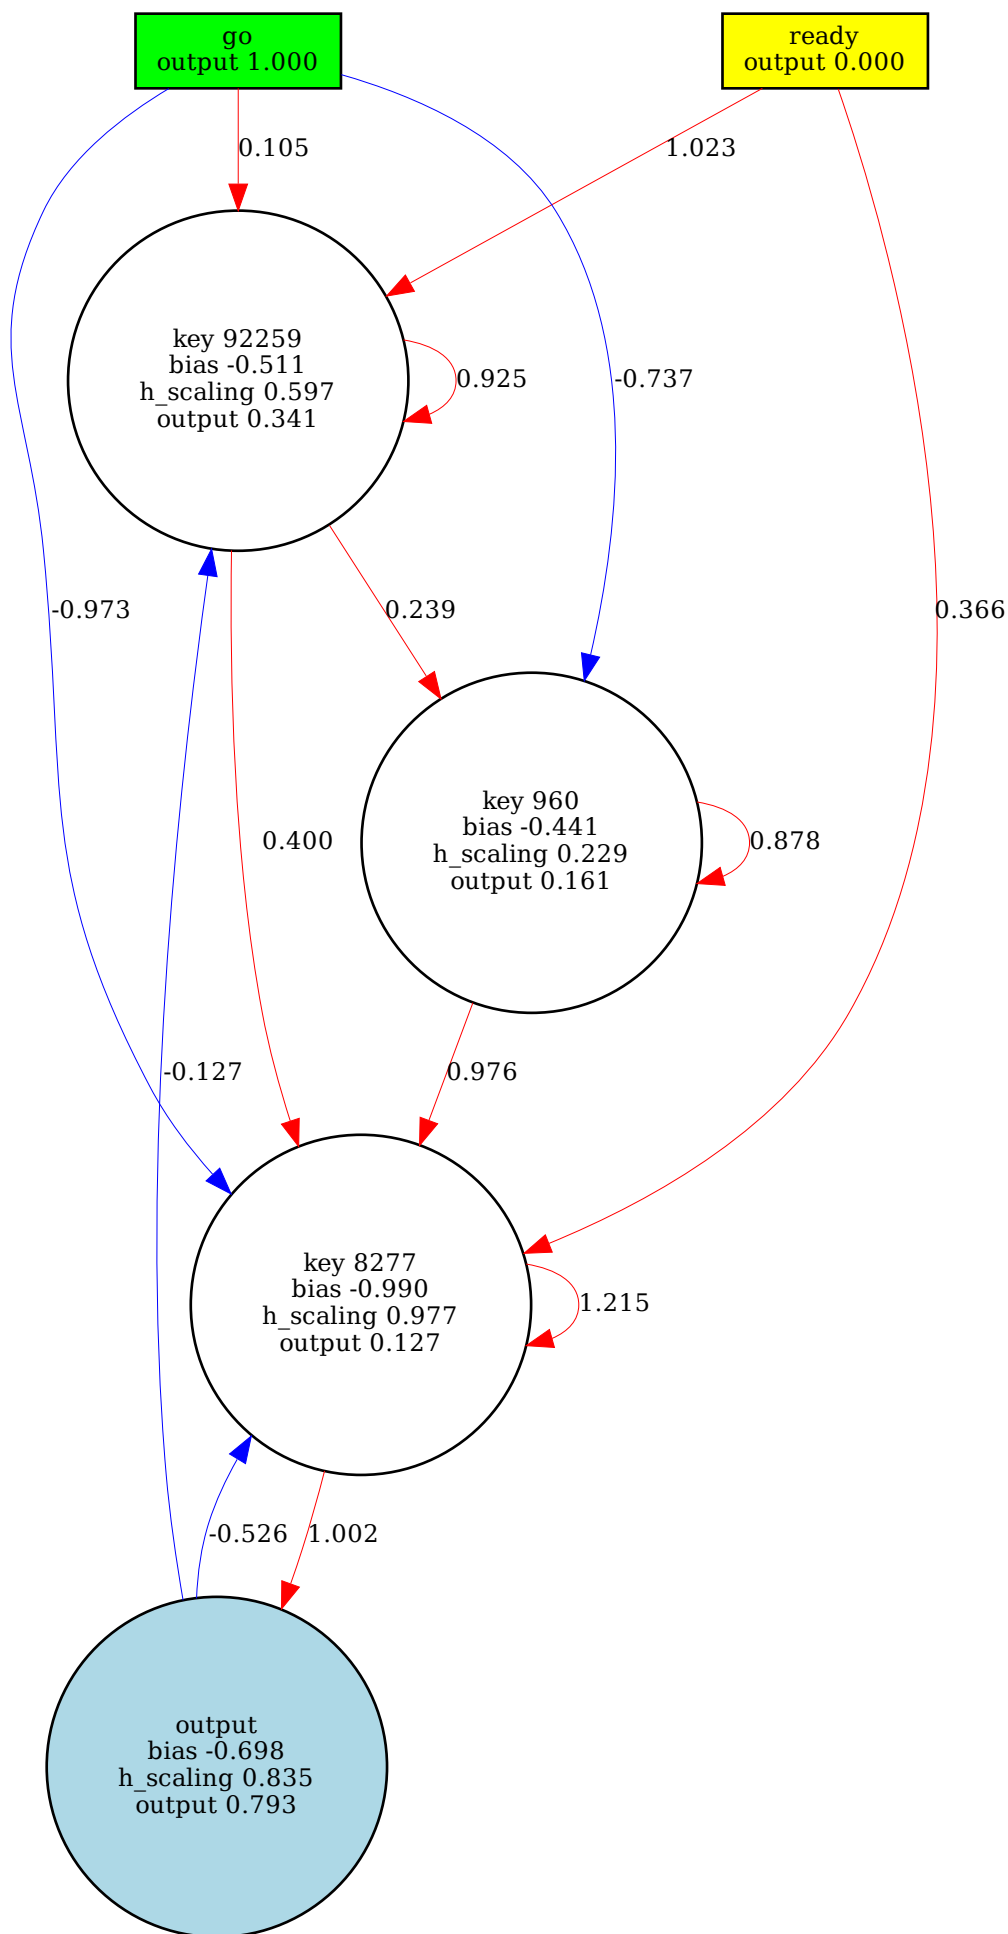 go
output 1.000
ready
output 0.000
0.105
1.023
key 92259
bias -0.511
h_scaling 0.597
output 0.341
0.925
-0.737
-0.973
0.239
0.366
key 960
bias -0.441
h_scaling 0.229
output 0.161
0.400
0.878
-0.127
0.976
key 8277
bias -0.990
h_scaling 0.977
output 0.127
1.215
-0.526
1.002
output
bias -0.698
h_scaling 0.835
output 0.793